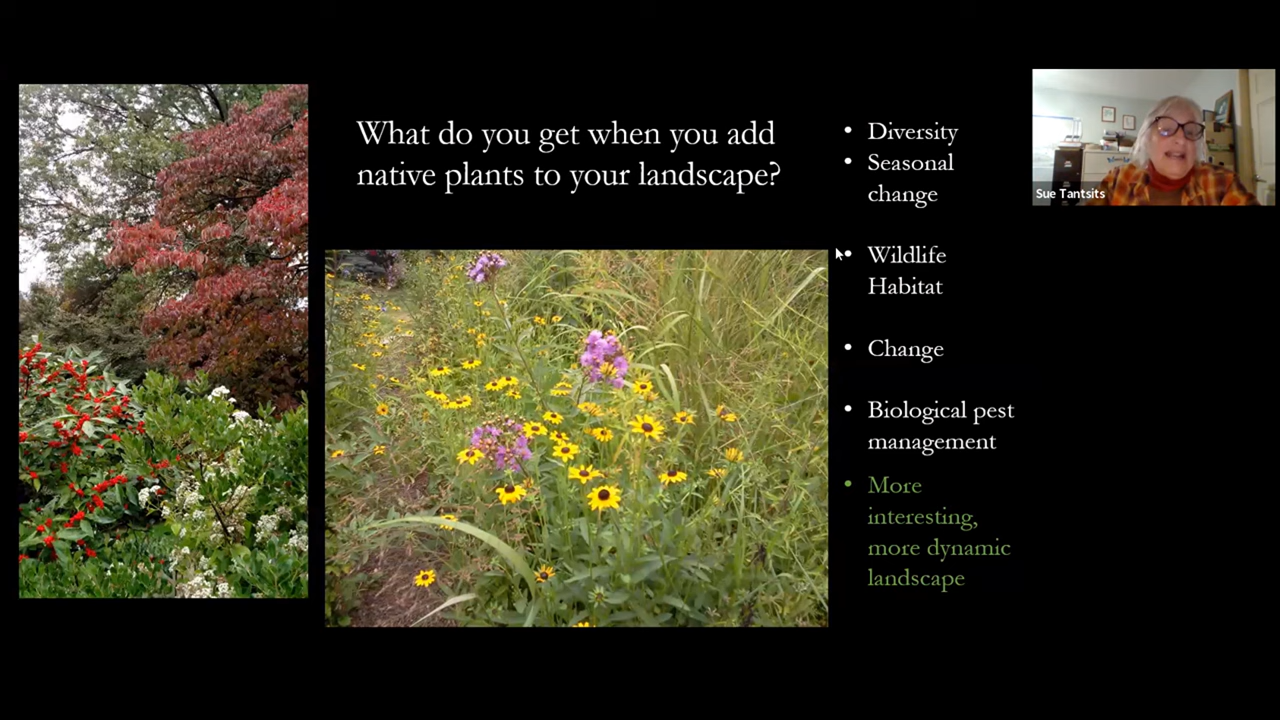 What do you get when you add
native plants to your landscape?
• Diversity
• Seasonal
change
• Wildlife
Habitat
• Change
• Biological pest
management
• More
interesting,
more dynamic
landscape
Sue Tantsits